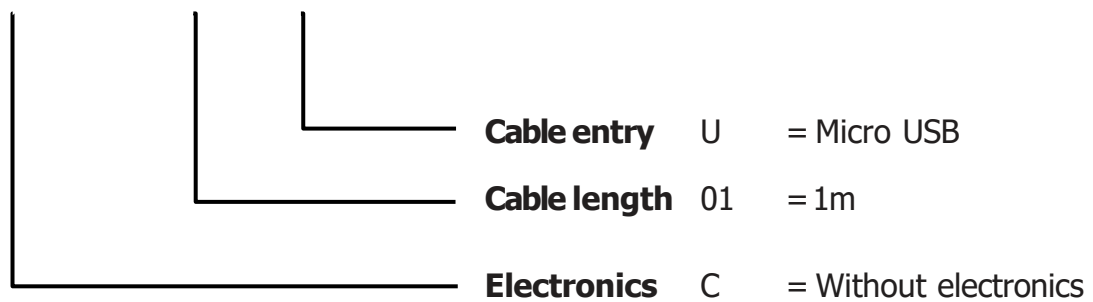 Cable entry U = Micro USB
Cable length 01 = 1m
Electronics C = Without electronics